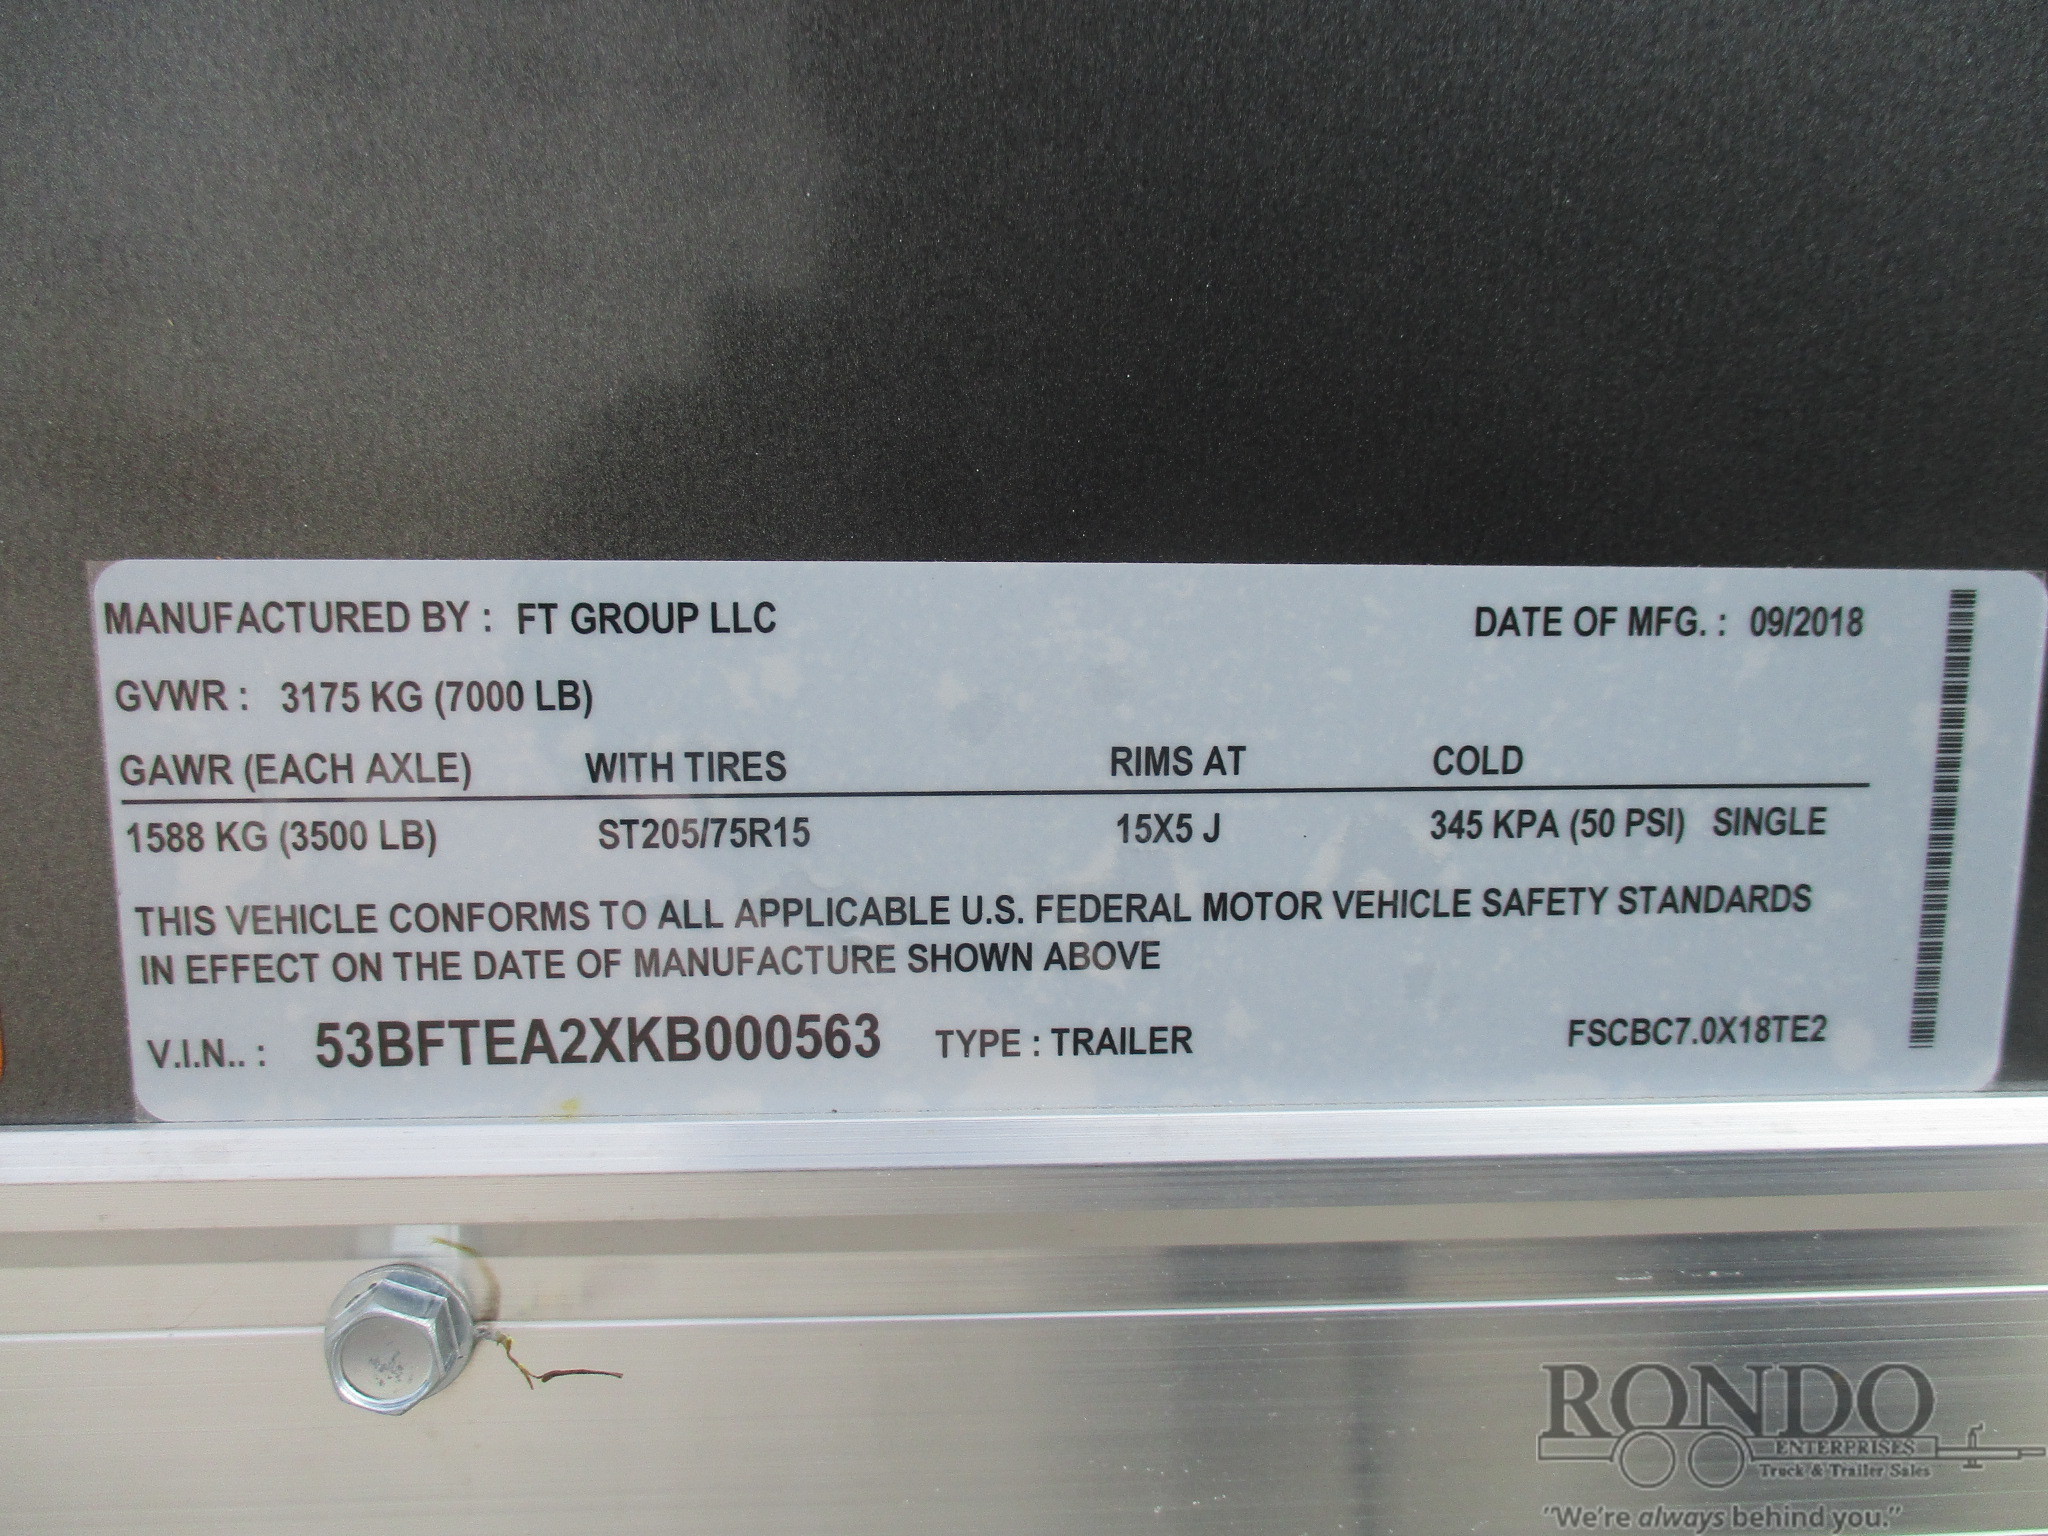 MANUFACTURED BY : FT GROUP LLC DATE OF MFG. : 09/2018
GVWR : 3175 KG (7000 LB)
GAWR (EACH AXLE) WITH TIRES RIMS AT COLD
1588 KG (3500 LB) ST205/75R15 15X5 J 345 KPA (50 PSI) SINGLE
THIS VEHICLE CONFORMS TO ALL APPLICABLE U.S. FEDERAL MOTOR VEHICLE SAFETY STANDARDS
IN EFFECT ON THE DATE OF MANUFACTURE SHOWN ABOVE
V.I.N.. : 53BFTEA2XKB000563 TYPE : TRAILER FSCBC7.0X18TE2
RONDO
ENTERPRISES
Truck & Trailer Sales
"We're always behind you."